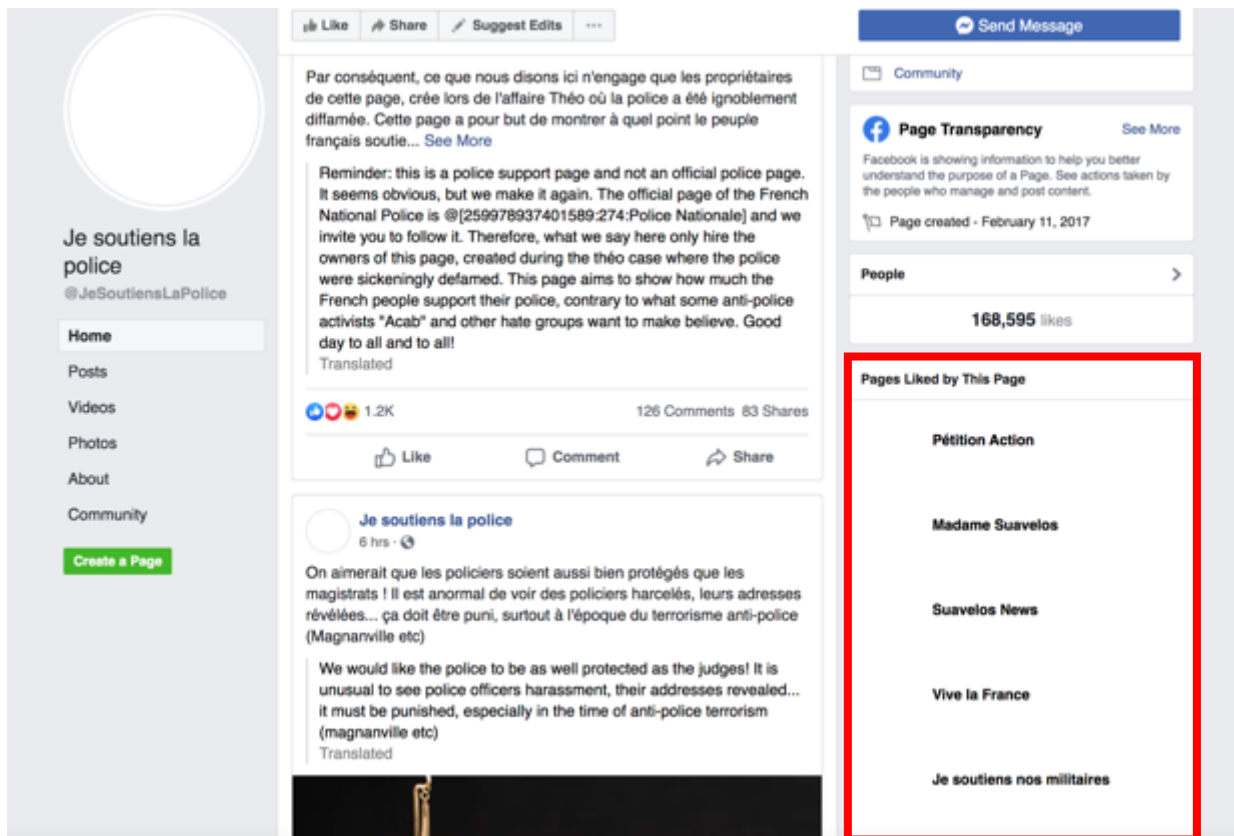 Like Share Suggest Edits ...
Send Message
Par conséquent, ce que nous disons ici n'engage que les propriétaires
de cette page, crée lors de l'affaire Théo où la police a été ignoblement
diffamée. Cette page a pour but de montrer à quel point le peuple
français soutie... See More
Reminder: this is a police support page and not an official police page.
It seems obvious, but we make it again. The official page of the French
National Police is @[259978937401589:274:Police Nationale] and we
invite you to follow it. Therefore, what we say here only hire the
owners of this page, created during the théo case where the police
were sickeningly defamed. This page aims to show how much the
French people support their police, contrary to what some anti-police
activists "Acab" and other hate groups want to make believe. Good
day to all and to all!
Translated
1.2K
126 Comments 83 Shares
Like Comment Share
Je soutiens la police
6 hrs ·
On aimerait que les policiers soient aussi bien protégés que les
magistrats ! Il est anormal de voir des policiers harcelés, leurs adresses
révélées... ça doit être puni, surtout à l'époque du terrorisme anti-police
(Magnanville etc)
We would like the police to be as well protected as the judges! It is
unusual to see police officers harassment, their addresses revealed...
it must be punished, especially in the time of anti-police terrorism
(magnanville etc)
Translated
Je soutiens la
police
@JeSoutiensLaPolice
Home
Posts
Videos
Photos
About
Community
Create a Page
Community
Page Transparency See More
Facebook is showing information to help you better
understand the purpose of a Page. See actions taken by
the people who manage and post content.
Page created - February 11, 2017
People
168,595 likes
Pages Liked by This Page
Pétition Action
Madame Suavelos
Suavelos News
Vive la France
Je soutiens nos militaires